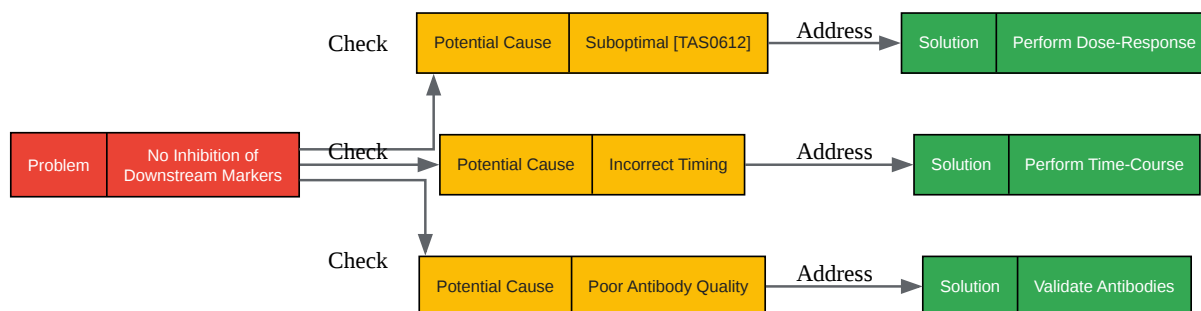 Check
Potential Cause
Suboptimal [TAS0612]
Address
Solution
Perform Dose-Response
Problem
No Inhibition of
Downstream Markers
Check
Potential Cause
Incorrect Timing
Address
Solution
Perform Time-Course
Check
Potential Cause
Poor Antibody Quality
Address
Solution
Validate Antibodies